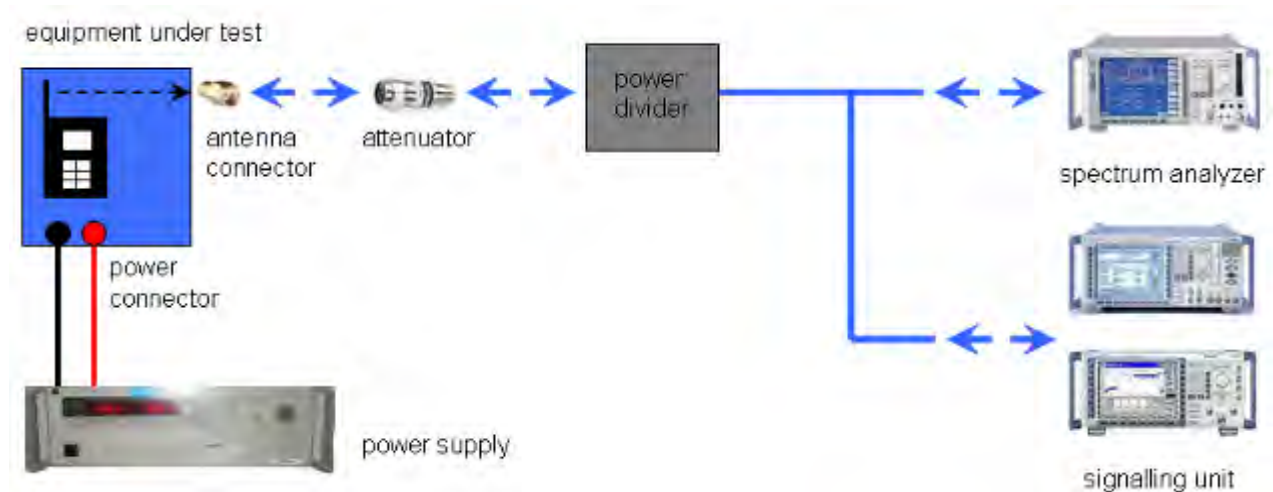 equipment under test
antenna
connector
attenuator
power
divider
spectrum analyzer
power
connector
power supply
signalling unit